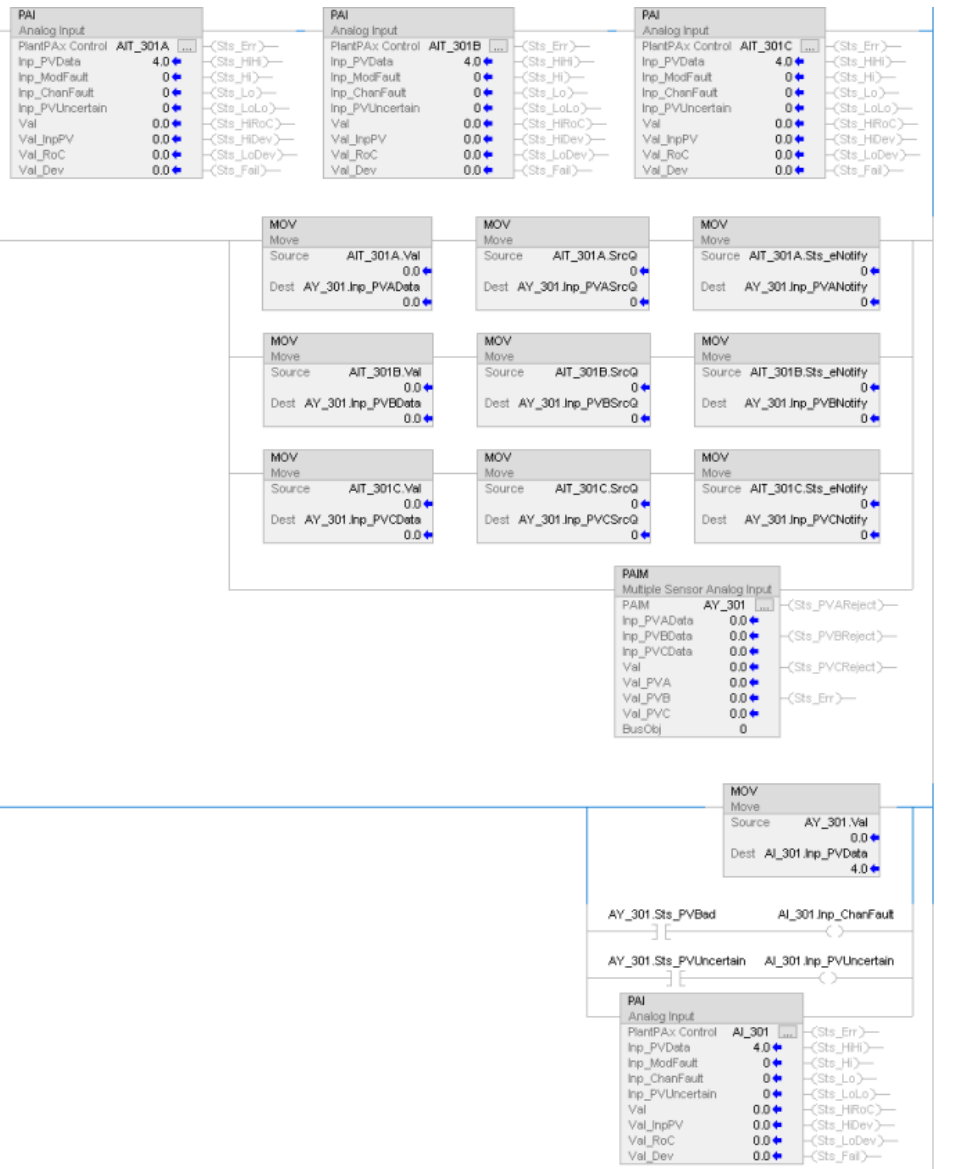 PAI PAI PAI
Analog Input Analog Input Analog Input
PlantPAx Control AIT_301A ... (Sts_Err) PlantPAx Control AIT_301B ... (Sts_Err) PlantPAx Control AIT_301C ... (Sts_Err)
Inp_PVData 4.0 (Sts_HiHi) Inp_PVData 4.0 (Sts_HiHi) Inp_PVData 4.0 (Sts_HiHi)
Inp_ModFault 0 (Sts_Hi) Inp_ModFault 0 (Sts_Hi) Inp_ModFault 0 (Sts_Hi)
Inp_ChanFault 0 (Sts_Lo) Inp_ChanFault 0 (Sts_Lo) Inp_ChanFault 0 (Sts_Lo)
Inp_PVUncertain 0 (Sts_LoLo) Inp_PVUncertain 0 (Sts_LoLo) Inp_PVUncertain 0 (Sts_LoLo)
Val 0.0 (Sts_HiRoC) Val 0.0 (Sts_HiRoC) Val 0.0 (Sts_HiRoC)
Val_InpPV 0.0 (Sts_HiDev) Val_InpPV 0.0 (Sts_HiDev) Val_InpPV 0.0 (Sts_HiDev)
Val_RoC 0.0 (Sts_LoDev) Val_RoC 0.0 (Sts_LoDev) Val_RoC 0.0 (Sts_LoDev)
Val_Dev 0.0 (Sts_Fail) Val_Dev 0.0 (Sts_Fail) Val_Dev 0.0 (Sts_Fail)
MOV MOV MOV
Move Move Move
Source AIT_301A.Val Source AIT_301A.SrcQ Source AIT_301A.Sts_eNotify
0.0 0 0
Dest AY_301.Inp_PVAData Dest AY_301.Inp_PVASrcQ Dest AY_301.Inp_PVANotify
0.0 0 0
MOV MOV MOV
Move Move Move
Source AIT_301B.Val Source AIT_301B.SrcQ Source AIT_301B.Sts_eNotify
0.0 0 0
Dest AY_301.Inp_PVBData Dest AY_301.Inp_PVBSrcQ Dest AY_301.Inp_PVBNotify
0.0 0 0
MOV MOV MOV
Move Move Move
Source AIT_301C.Val Source AIT_301C.SrcQ Source AIT_301C.Sts_eNotify
0.0 0 0
Dest AY_301.Inp_PVCData Dest AY_301.Inp_PVCSrcQ Dest AY_301.Inp_PVCNotify
0.0 0 0
PAIM
Multiple Sensor Analog Input
PAIM AY_301 ... (Sts_PVAReject)
Inp_PVAData 0.0
Inp_PVBData 0.0 (Sts_PVBReject)
Inp_PVCData 0.0
Val 0.0 (Sts_PVCReject)
Val_PVA 0.0
Val_PVB 0.0 (Sts_Err)
Val_PVC 0.0
BusObj 0
MOV
Move
Source AY_301.Val
0.0
Dest AI_301.Inp_PVData
4.0
AY_301.Sts_PVBad AI_301.Inp_ChanFault
AY_301.Sts_PVUncertain AI_301.Inp_PVUncertain
PAI
Analog Input
PlantPAx Control AI_301 ... (Sts_Err)
Inp_PVData 4.0 (Sts_HiHi)
Inp_ModFault 0 (Sts_Hi)
Inp_ChanFault 0 (Sts_Lo)
Inp_PVUncertain 0 (Sts_LoLo)
Val 0.0 (Sts_HiRoC)
Val_InpPV 0.0 (Sts_HiDev)
Val_RoC 0.0 (Sts_LoDev)
Val_Dev 0.0 (Sts_Fail)